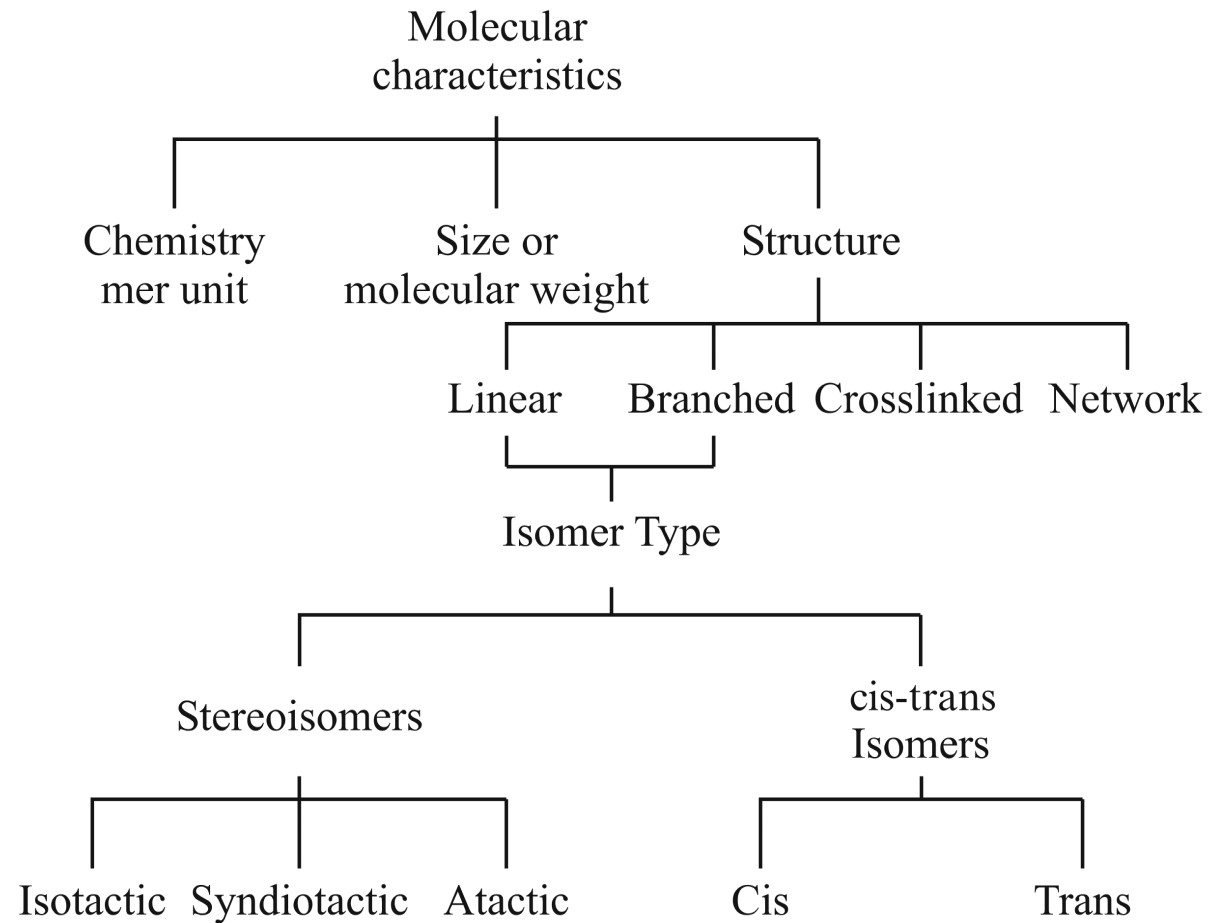 Molecular
characteristics
Chemistry
mer unit
Size or
molecular weight
Structure
Linear
Branched
Crosslinked
Network
Isomer Type
Stereoisomers
cis-trans
Isomers
Isotactic
Syndiotactic
Atactic
Cis
Trans